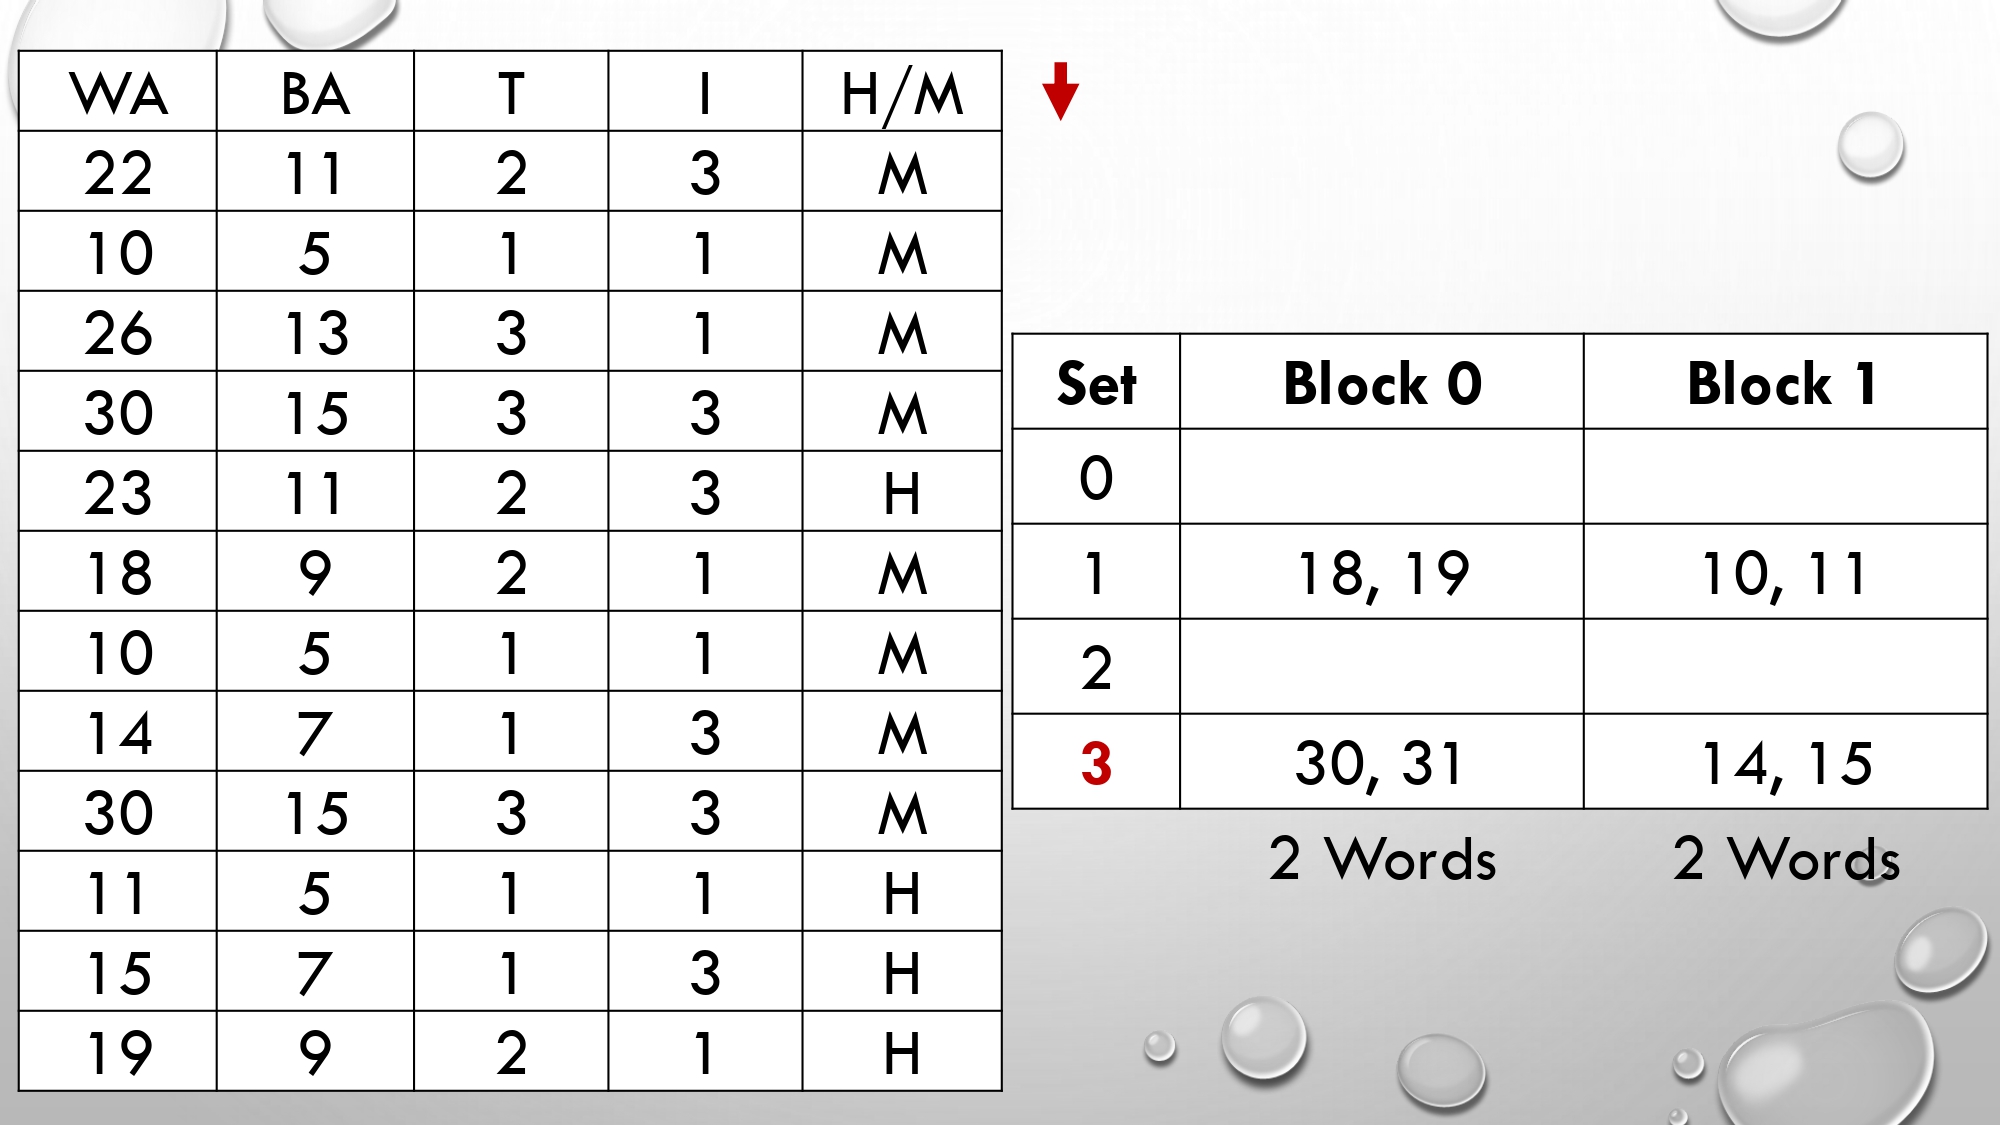 WA BA T I H/M
22 11 2 3 M
10 5 1 1 M
26 13 3 1 M
30 15 3 3 M
23 11 2 3 H
18 9 2 1 M
10 5 1 1 M
14 7 1 3 M
30 15 3 3 M
11 5 1 1 H
15 7 1 3 H
19 9 2 1 H
Set Block 0 Block 1
0
1 18, 19 10, 11
2
3 30, 31 14, 15
2 Words 2 Words